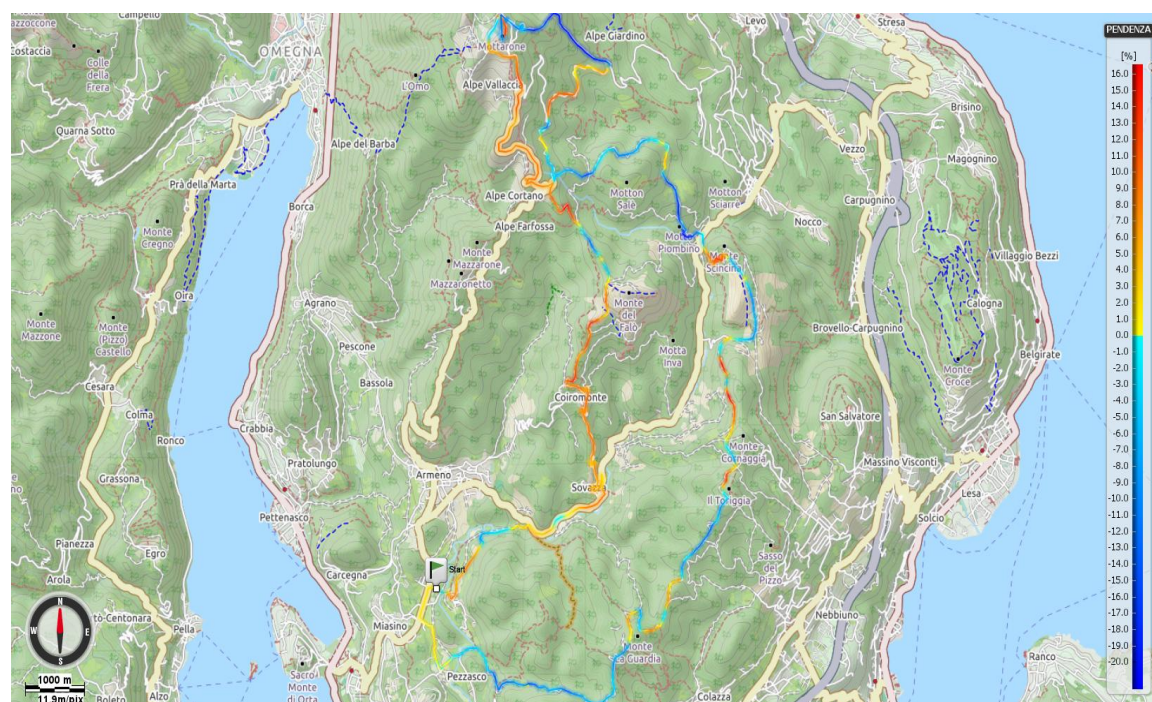 Campello
Mazzoccone
Costaccia
Colle
della
Frera
OMEGNA
Mottarone
Alpe Giardino
Levo
Stresa
Quarna Sotto
L'Omo
Alpe Vallaccia
Brisino
Alpe del Barba
Vezzo
Magognino
Prà della Marta
Borca
Alpe Cortano
Motton
Salè
Motton
Sciarré
Carpugnino
Nocco
Monte
Cregno
Alpe Farfossa
Motta
Piombino
Monte
Scincina
Villaggio Bezzi
Monte
Mazzarone
Mazzaronetto
Oira
Agrano
Monte
del
Falò
Calogna
Monte
Mazzone
Monte
(Pizzo)
Castello
Pescone
Motta
Inva
Brovello-Carpugnino
Belgirate
Cesara
Bassola
Coiromonte
Monte
Croce
Colma
Crabbia
San Salvatore
Ronco
Pratolungo
Monte
Cornaggia
Massino Visconti
Grassona
Armeno
Sovazza
Il Torriggia
Lesa
Pettenasco
Solcio
Pianezza
Egro
Sasso
del
Pizzo
Arola
Carcegna
Start
Nebbiuno
Centonara
Miasino
Pella
Monte
La Guardia
Ranco
Sacro
Monte
di Orta
Pezzasco
Colazza
Boleto
Alzo
N
W
E
S
1000 m
11.9m/pix
PENDENZA
[%]
16.0
15.0
14.0
13.0
12.0
11.0
10.0
9.0
8.0
7.0
6.0
5.0
4.0
3.0
2.0
1.0
0.0
-1.0
-2.0
-3.0
-4.0
-5.0
-6.0
-7.0
-8.0
-9.0
-10.0
-11.0
-12.0
-13.0
-14.0
-15.0
-16.0
-17.0
-18.0
-19.0
-20.0